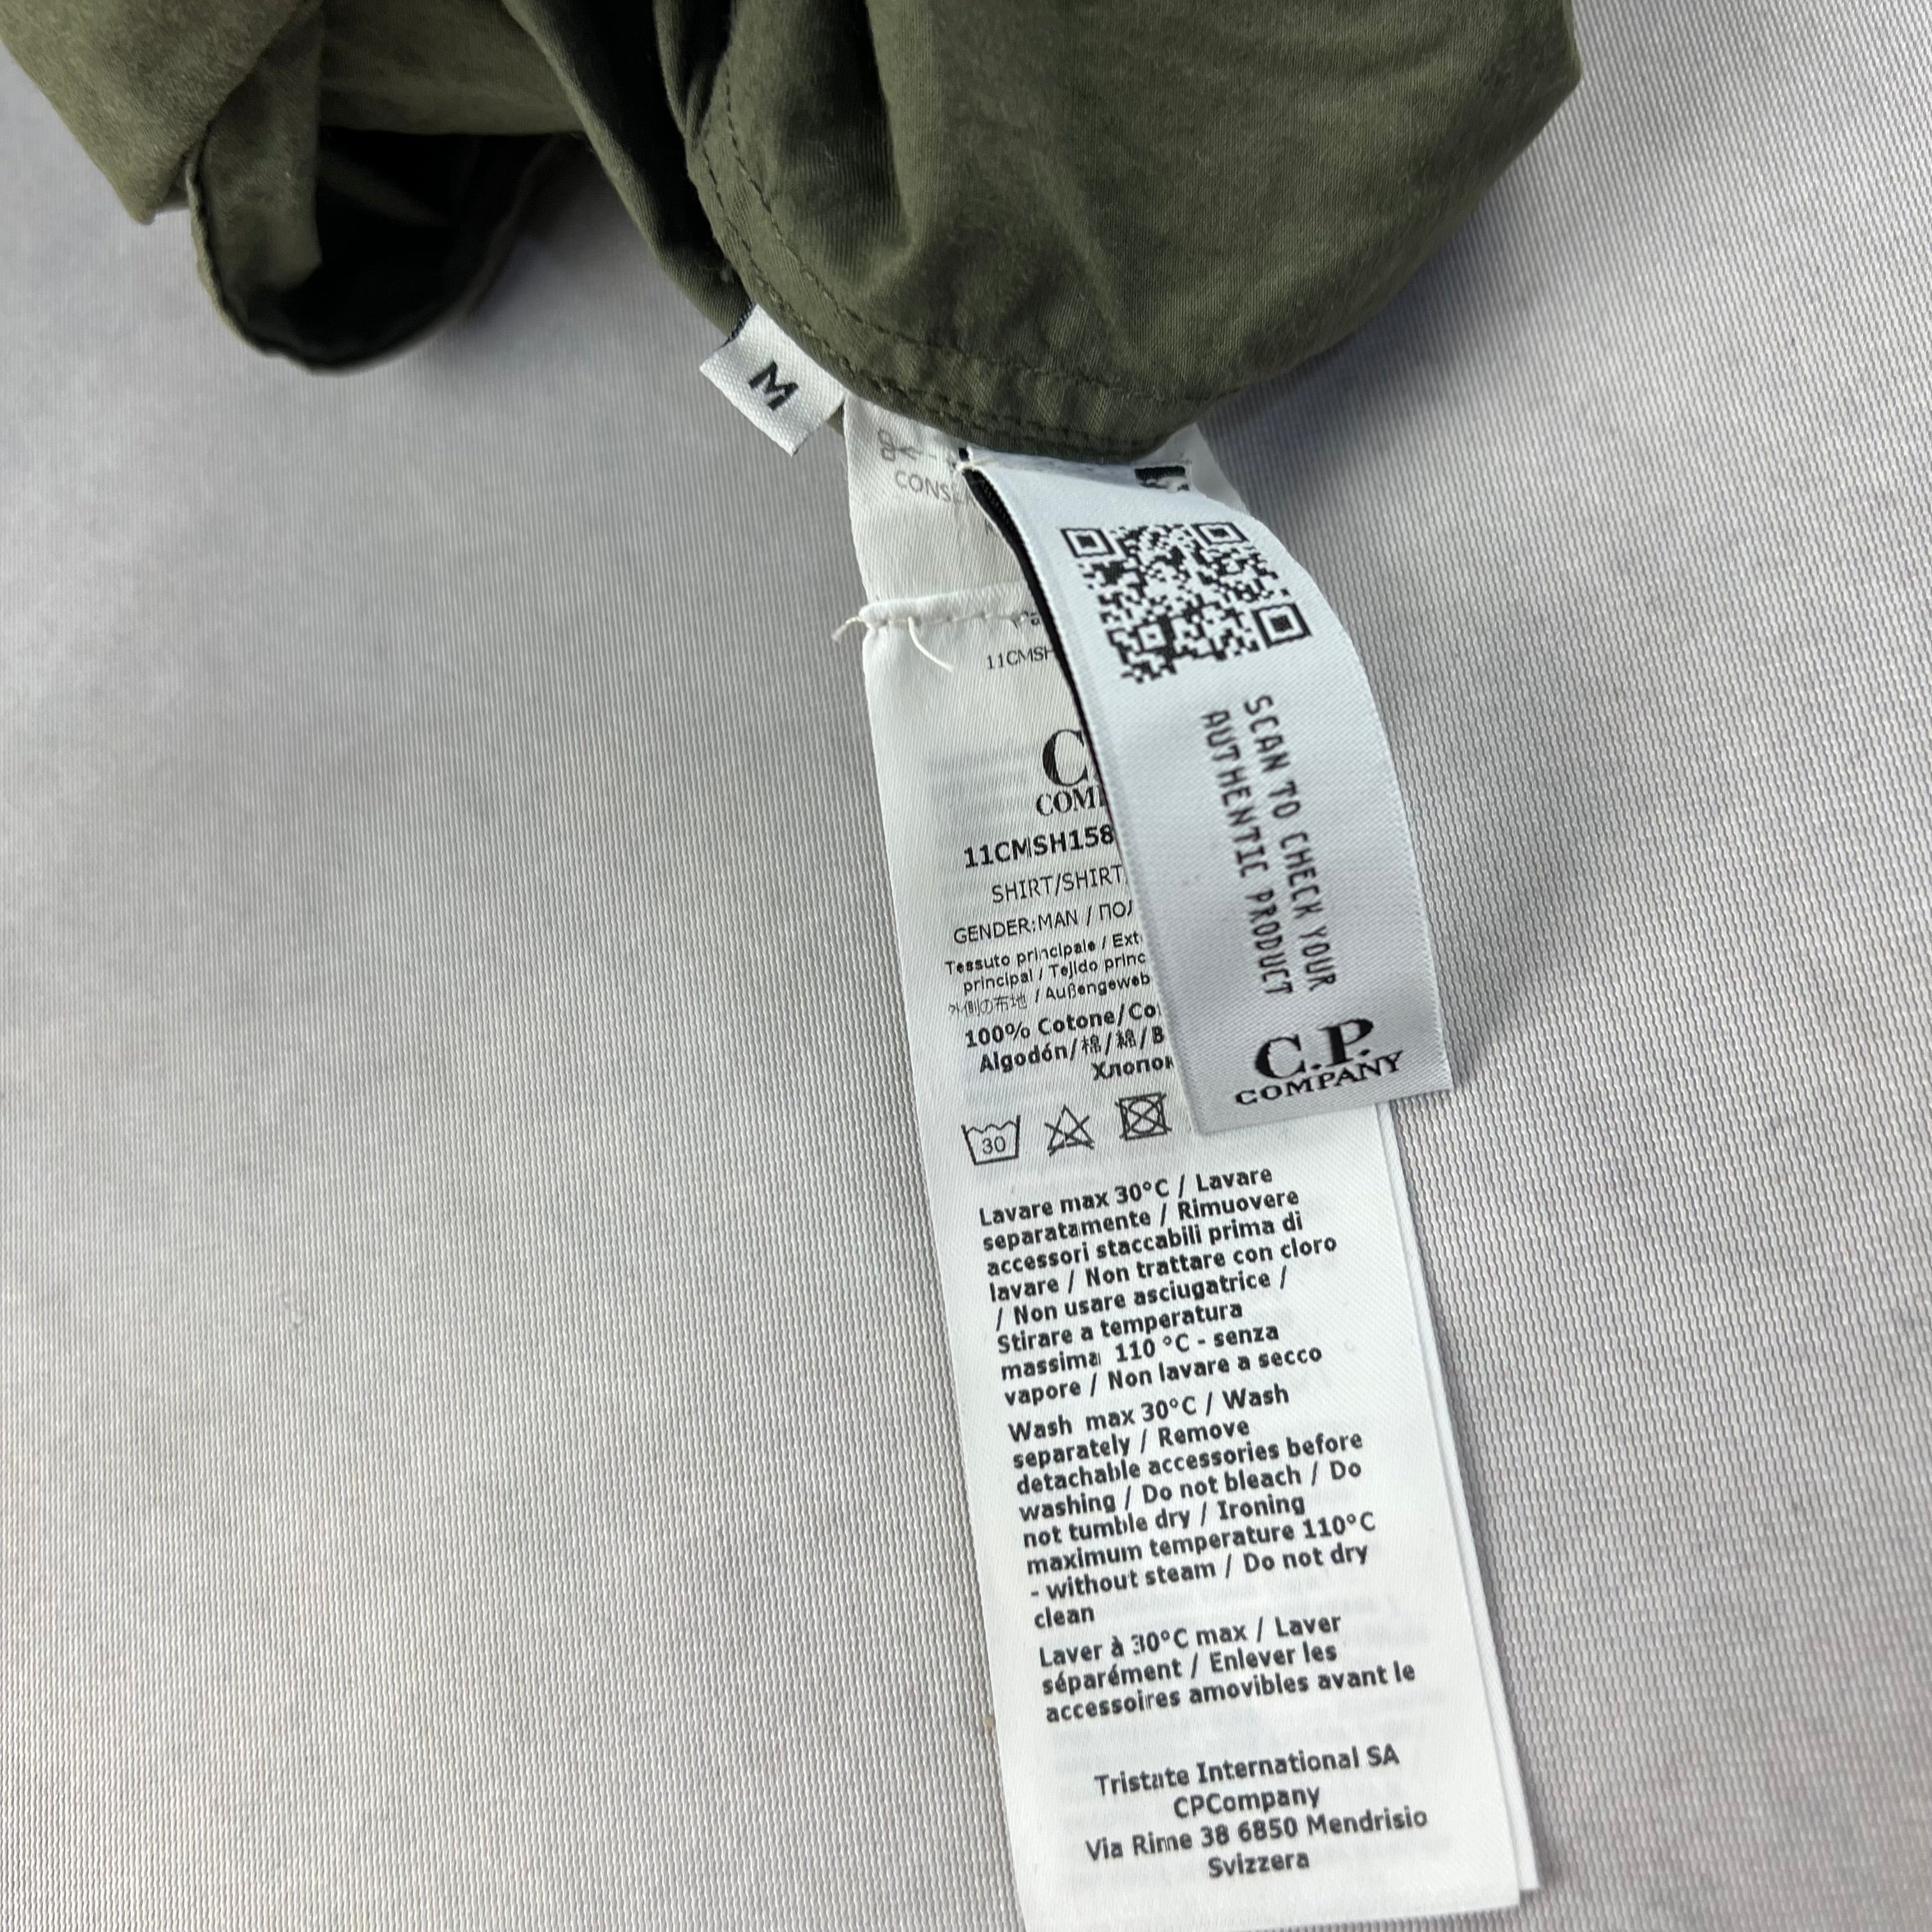 M
11CMSH
C.
COM
11CMSH158
SHIRT/SHIRT
GENDER:MAN / ПОЛ
Tessuto principale / Ext
principal / Tejido princ
外側の布地 / Außengeweb
100% Cotone/Co
Algodón/棉/綿/B
Хлопок
30
Lavare max 30°C / Lavare
separatamente / Rimuovere
accessori staccabili prima di
lavare / Non trattare con cloro
/ Non usare asciugatrice /
Stirare a temperatura
massima 110 °C - senza
vapore / Non lavare a secco
Wash max 30°C / Wash
separately / Remove
detachable accessories before
washing / Do not bleach / Do
not tumble dry / Ironing
maximum temperature 110°C
- without steam / Do not dry
clean
Laver à 30°C max / Laver
séparément / Enlever les
accessoires amovibles avant le
Tristate International SA
CPCompany
Via Rime 38 6850 Mendrisio
Svizzera
SCAN TO CHECK YOUR
AUTHENTIC PRODUCT
C.P.
COMPANY